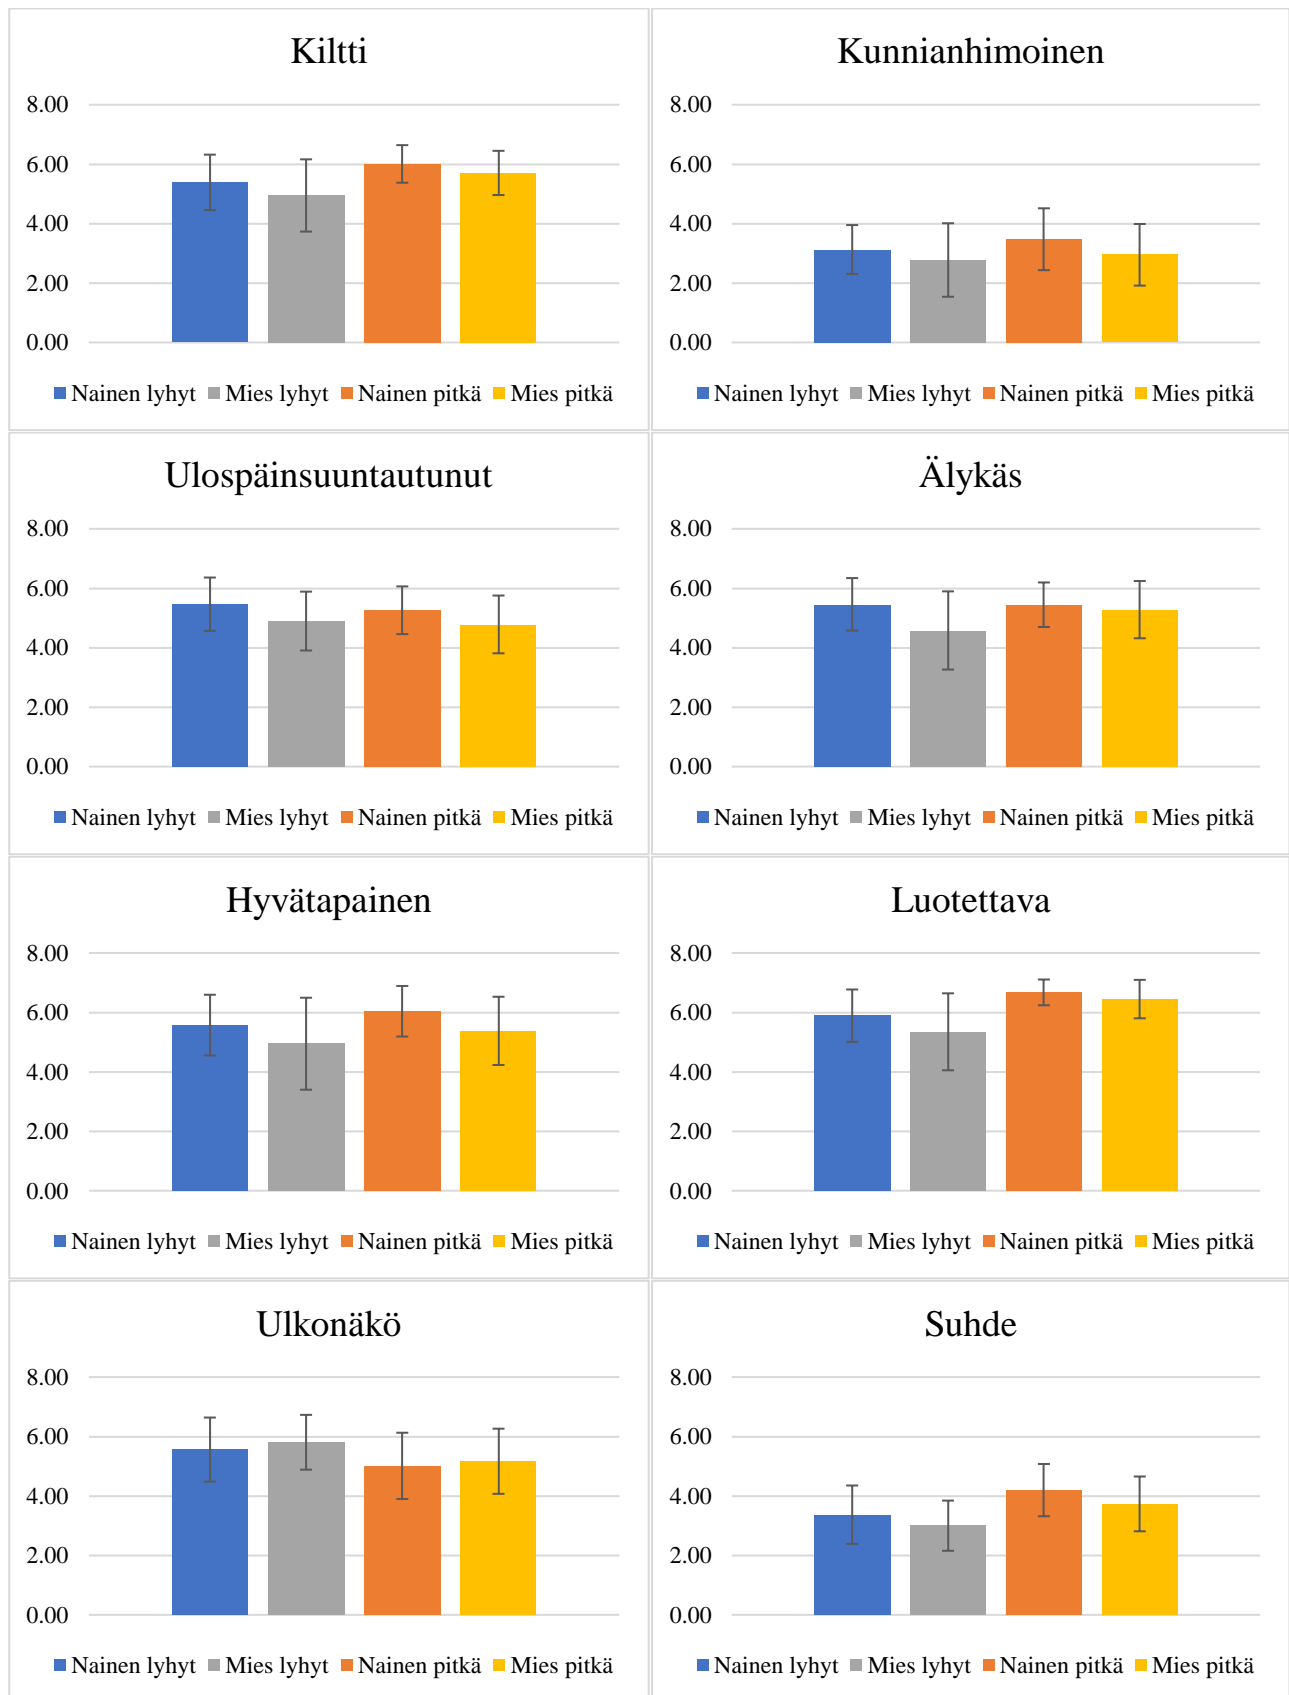 Kiltti
8.00
6.00
4.00
2.00
0.00
Nainen lyhyt Mies lyhyt Nainen pitkä Mies pitkä
Kunnianhimoinen
8.00
6.00
4.00
2.00
0.00
Nainen lyhyt Mies lyhyt Nainen pitkä Mies pitkä
Ulospäinsuuntautunut
8.00
6.00
4.00
2.00
0.00
Nainen lyhyt Mies lyhyt Nainen pitkä Mies pitkä
Älykäs
8.00
6.00
4.00
2.00
0.00
Nainen lyhyt Mies lyhyt Nainen pitkä Mies pitkä
Hyvätapainen
8.00
6.00
4.00
2.00
0.00
Nainen lyhyt Mies lyhyt Nainen pitkä Mies pitkä
Luotettava
8.00
6.00
4.00
2.00
0.00
Nainen lyhyt Mies lyhyt Nainen pitkä Mies pitkä
Ulkonäkö
8.00
6.00
4.00
2.00
0.00
Nainen lyhyt Mies lyhyt Nainen pitkä Mies pitkä
Suhde
8.00
6.00
4.00
2.00
0.00
Nainen lyhyt Mies lyhyt Nainen pitkä Mies pitkä